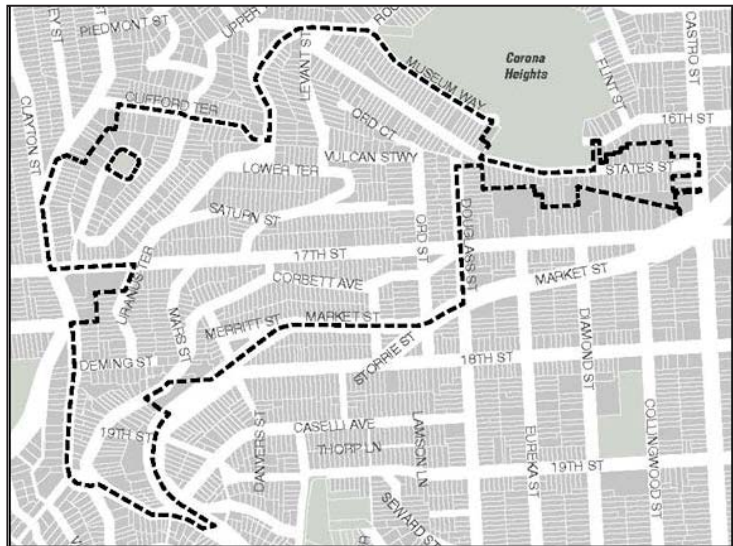 PIEDMONT ST
UPPER
ROO
EY ST
CLAYTON ST
CLIFFORD TER
LEVANT ST
MUSEUM WAY
Corona
Heights
FLINT ST
CASTRO ST
16TH ST
ORD CT
VULCAN STWY
LOWER TER
STATES ST
SATURN ST
ORD ST
DOUGLASS ST
17TH ST
URANUS TER
CORBETT AVE
MARKET ST
MARS ST
MERRITT ST
MARKET ST
STORRIE ST
DEMING ST
18TH ST
DIAMOND ST
19TH ST
DANVERS ST
CASELLI AVE
THORP LN
LAMSON LN
EUREKA ST
COLLINGWOOD ST
19TH ST
SEWARD ST